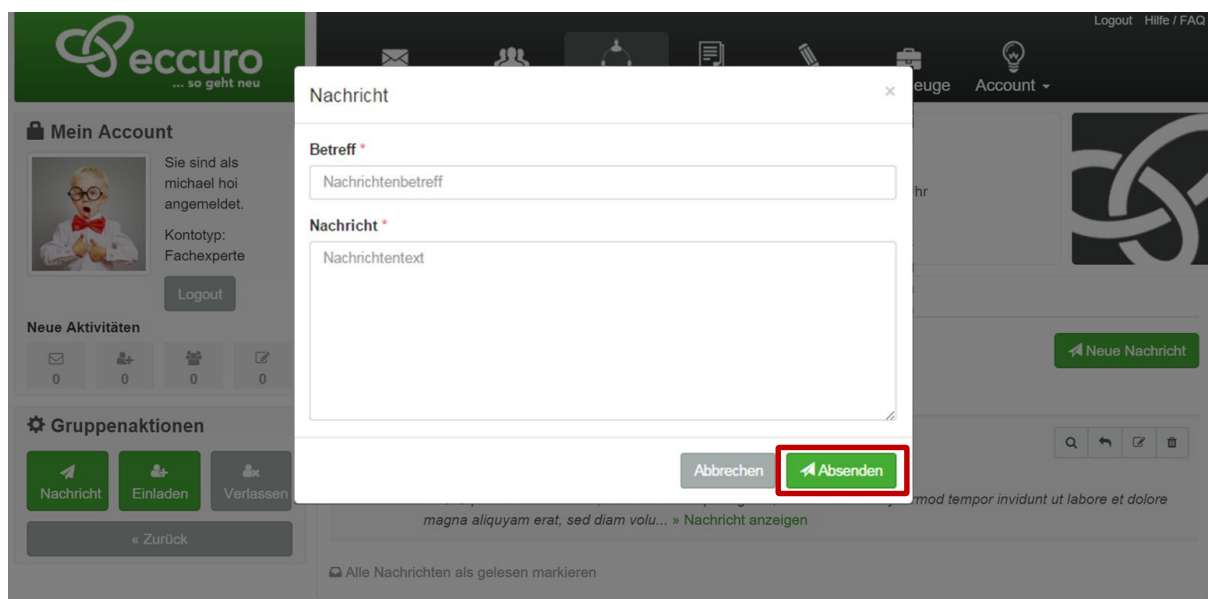 Logout Hilfe / FAQ
eccuro
... so geht neu
euge Account
Nachricht ×
Mein Account
Sie sind als
michael hoi
angemeldet.
Kontotyp:
Fachexperte
Logout
Neue Aktivitäten
0 0 0 0
Gruppenaktionen
Nachricht Einladen Verlassen
« Zurück
Betreff *
Nachrichtenbetreff
Nachricht *
Nachrichtentext
Abbrechen Absenden
hr
Neue Nachricht
rmod tempor invidunt ut labore et dolore
magna aliquyam erat, sed diam volu... » Nachricht anzeigen
Alle Nachrichten als gelesen markieren